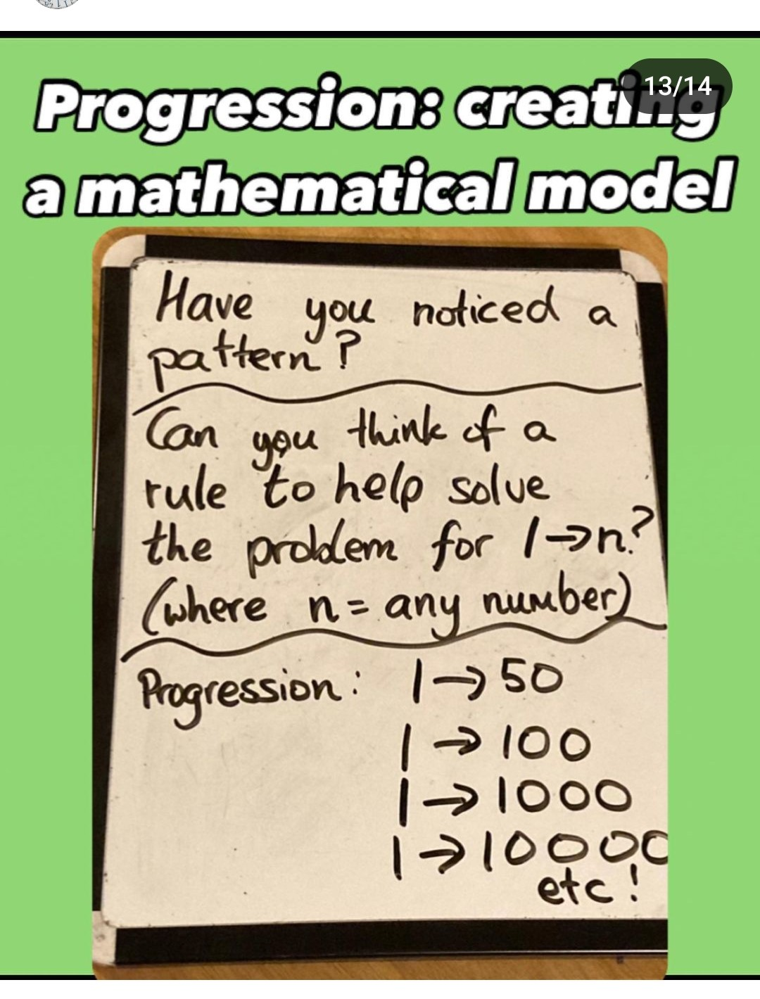 13/14
Progression: creating
a mathematical model
Have you noticed a
pattern?
Can you think of a
rule to help solve
the problem for 1→n?
(where n = any number)
Progression: 1→50
1→100
1→1000
1→10000
etc!